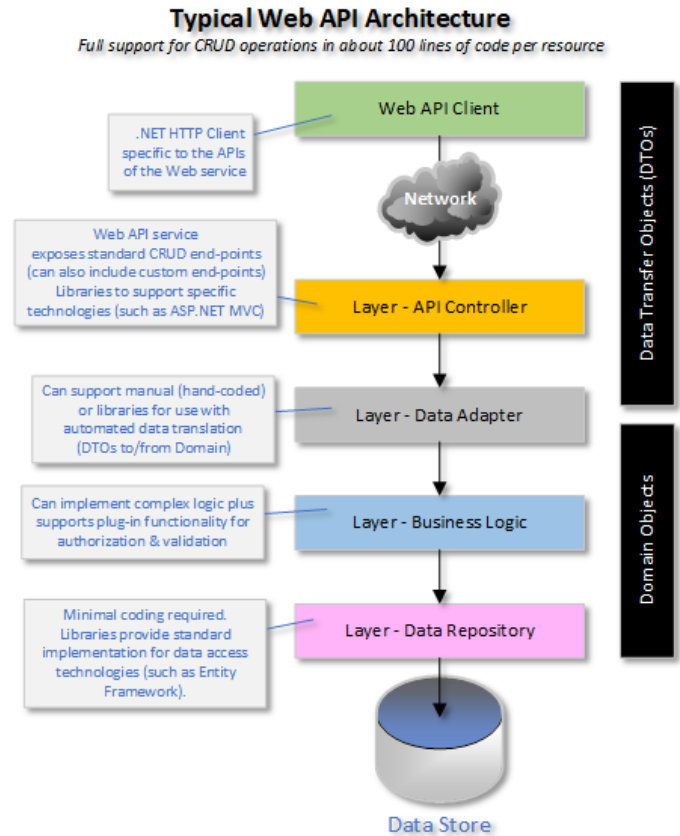 Typical Web API Architecture
Full support for CRUD operations in about 100 lines of code per resource
Web API Client
.NET HTTP Client
specific to the APIs
of the Web service
Network
Web API service
exposes standard CRUD end-points
(can also include custom end-points)
Libraries to support specific
technologies (such as ASP.NET MVC)
Layer - API Controller
Data Transfer Objects (DTOs)
Can support manual (hand-coded)
or libraries for use with
automated data translation
(DTOs to/from Domain)
Layer - Data Adapter
Can implement complex logic plus
supports plug-in functionality for
authorization & validation
Layer - Business Logic
Domain Objects
Minimal coding required.
Libraries provide standard
implementation for data access
technologies (such as Entity
Framework).
Layer - Data Repository
Data Store